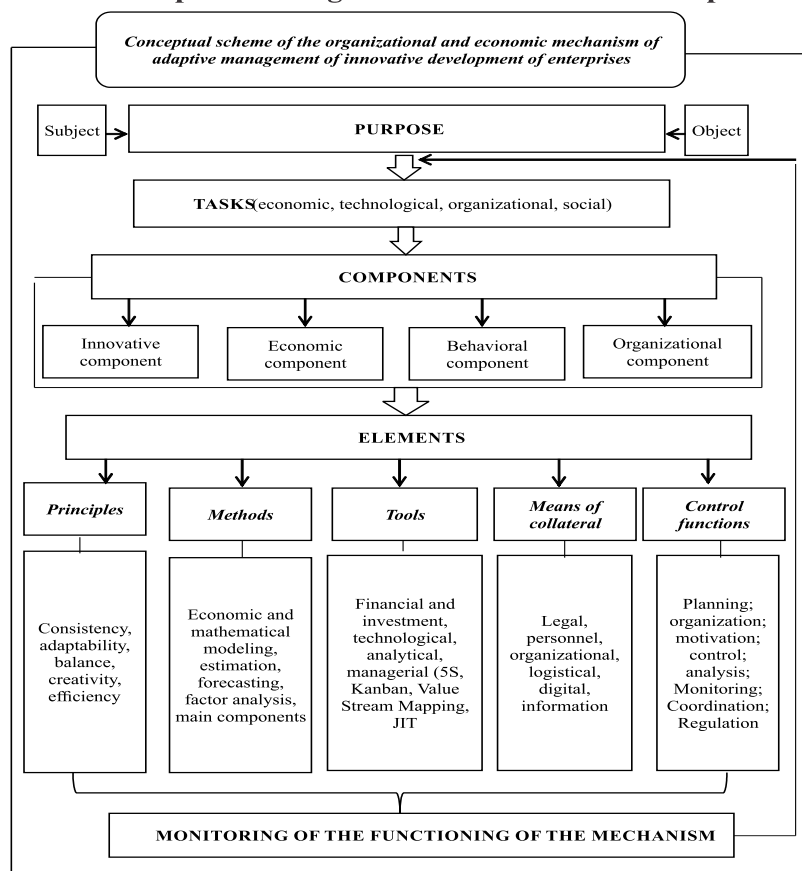 Conceptual scheme of the organizational and economic mechanism of
adaptive management of innovative development of enterprises
Subject
PURPOSE
Object
TASKS(economic, technological, organizational, social)
COMPONENTS
Innovative
component
Economic
component
Behavioral
component
Organizational
component
ELEMENTS
Principles
Methods
Tools
Means of
collateral
Control
functions
Consistency,
adaptability,
balance,
creativity,
efficiency
Economic and
mathematical
modeling,
estimation,
forecasting,
factor analysis,
main components
Financial and
investment,
technological,
analytical,
managerial (5S,
Kanban, Value
Stream Mapping,
JIT
Legal,
personnel,
organizational,
logistical,
digital,
information
Planning;
organization;
motivation;
control;
analysis;
Monitoring;
Coordination;
Regulation
MONITORING OF THE FUNCTIONING OF THE MECHANISM